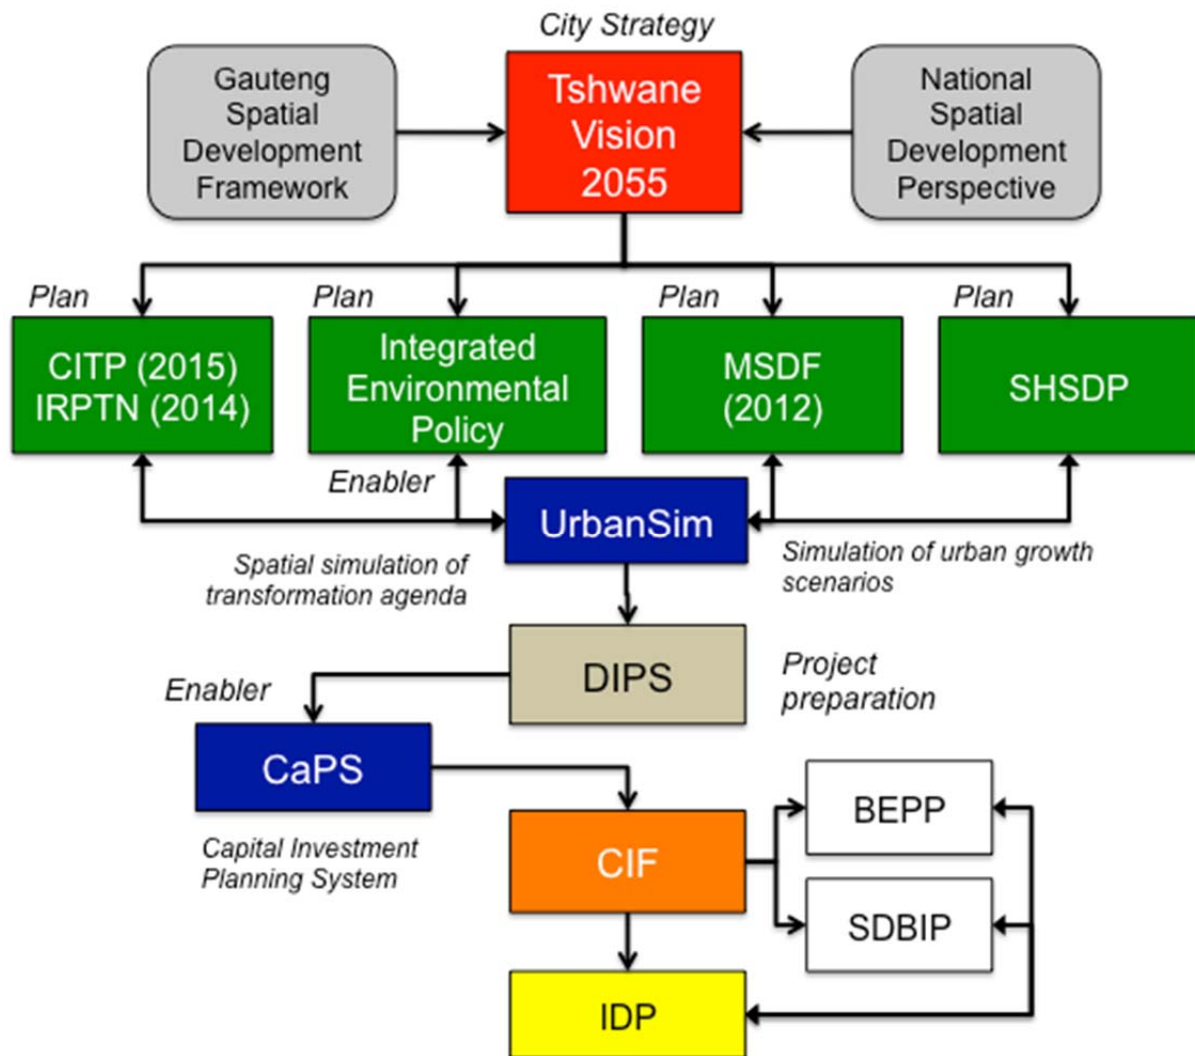 City Strategy
Gauteng
Spatial
Development
Framework
Tshwane
Vision
2055
National
Spatial
Development
Perspective
Plan
Plan
Plan
Plan
CITP (2015)
IRPTN (2014)
Integrated
Environmental
Policy
MSDF
(2012)
SHSDP
Enabler
UrbanSim
Spatial simulation of
transformation agenda
Simulation of urban growth
scenarios
DIPS
Project
preparation
Enabler
CaPS
Capital Investment
Planning System
CIF
BEPP
SDBIP
IDP